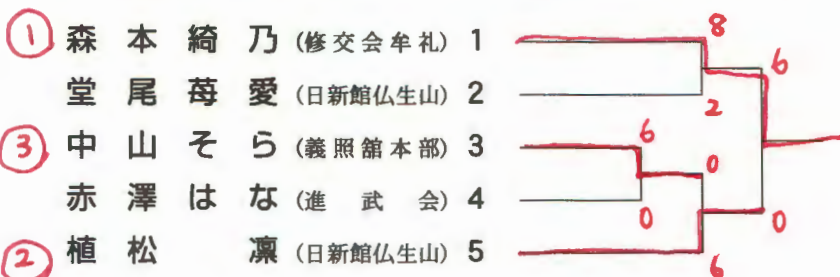 ① 森本綺乃 (修交会牟礼) 1 8 6
堂尾苺愛 (日新館仏生山) 2 2
③ 中山そら (義照舘本部) 3 6 0
赤澤はな (進武会) 4 0 0
② 植松凛 (日新館仏生山) 5 6